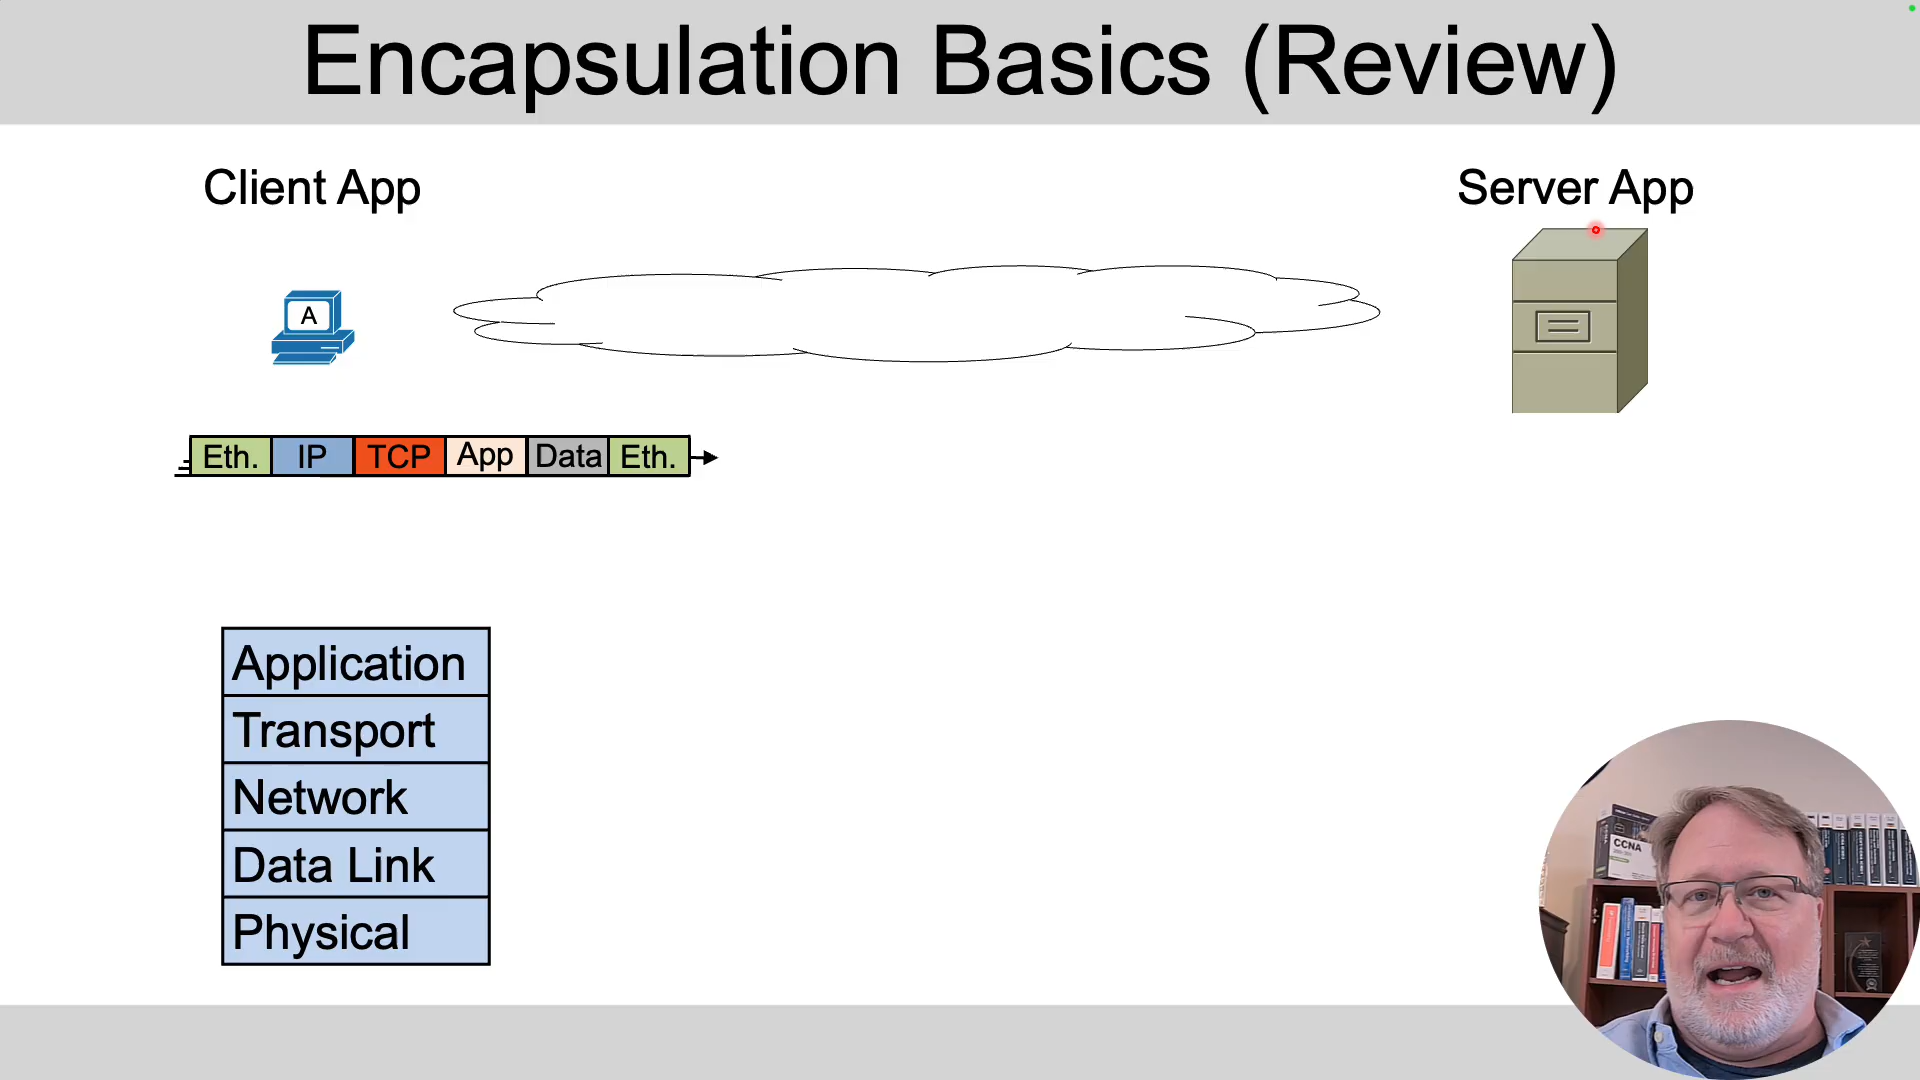 Encapsulation Basics (Review)
Client App
Server App
A
Eth. IP TCP App Data Eth.
Application
Transport
Network
Data Link
Physical
CCNA